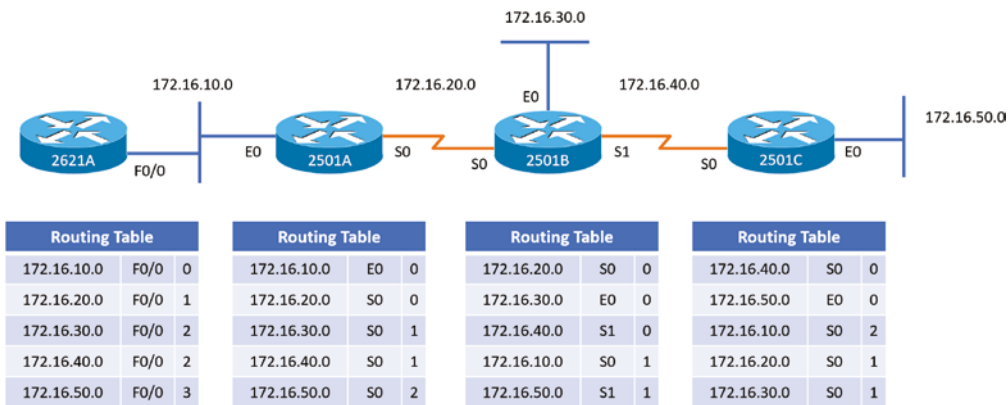 172.16.30.0
172.16.10.0
172.16.20.0
172.16.40.0
172.16.50.0
E0
2621A
F0/0
E0
2501A
S0
S0
2501B
S1
S0
2501C
E0
Routing Table
172.16.10.0 F0/0 0
172.16.20.0 F0/0 1
172.16.30.0 F0/0 2
172.16.40.0 F0/0 2
172.16.50.0 F0/0 3
Routing Table
172.16.10.0 E0 0
172.16.20.0 S0 0
172.16.30.0 S0 1
172.16.40.0 S0 1
172.16.50.0 S0 2
Routing Table
172.16.20.0 S0 0
172.16.30.0 E0 0
172.16.40.0 S1 0
172.16.10.0 S0 1
172.16.50.0 S1 1
Routing Table
172.16.40.0 S0 0
172.16.50.0 E0 0
172.16.10.0 S0 2
172.16.20.0 S0 1
172.16.30.0 S0 1